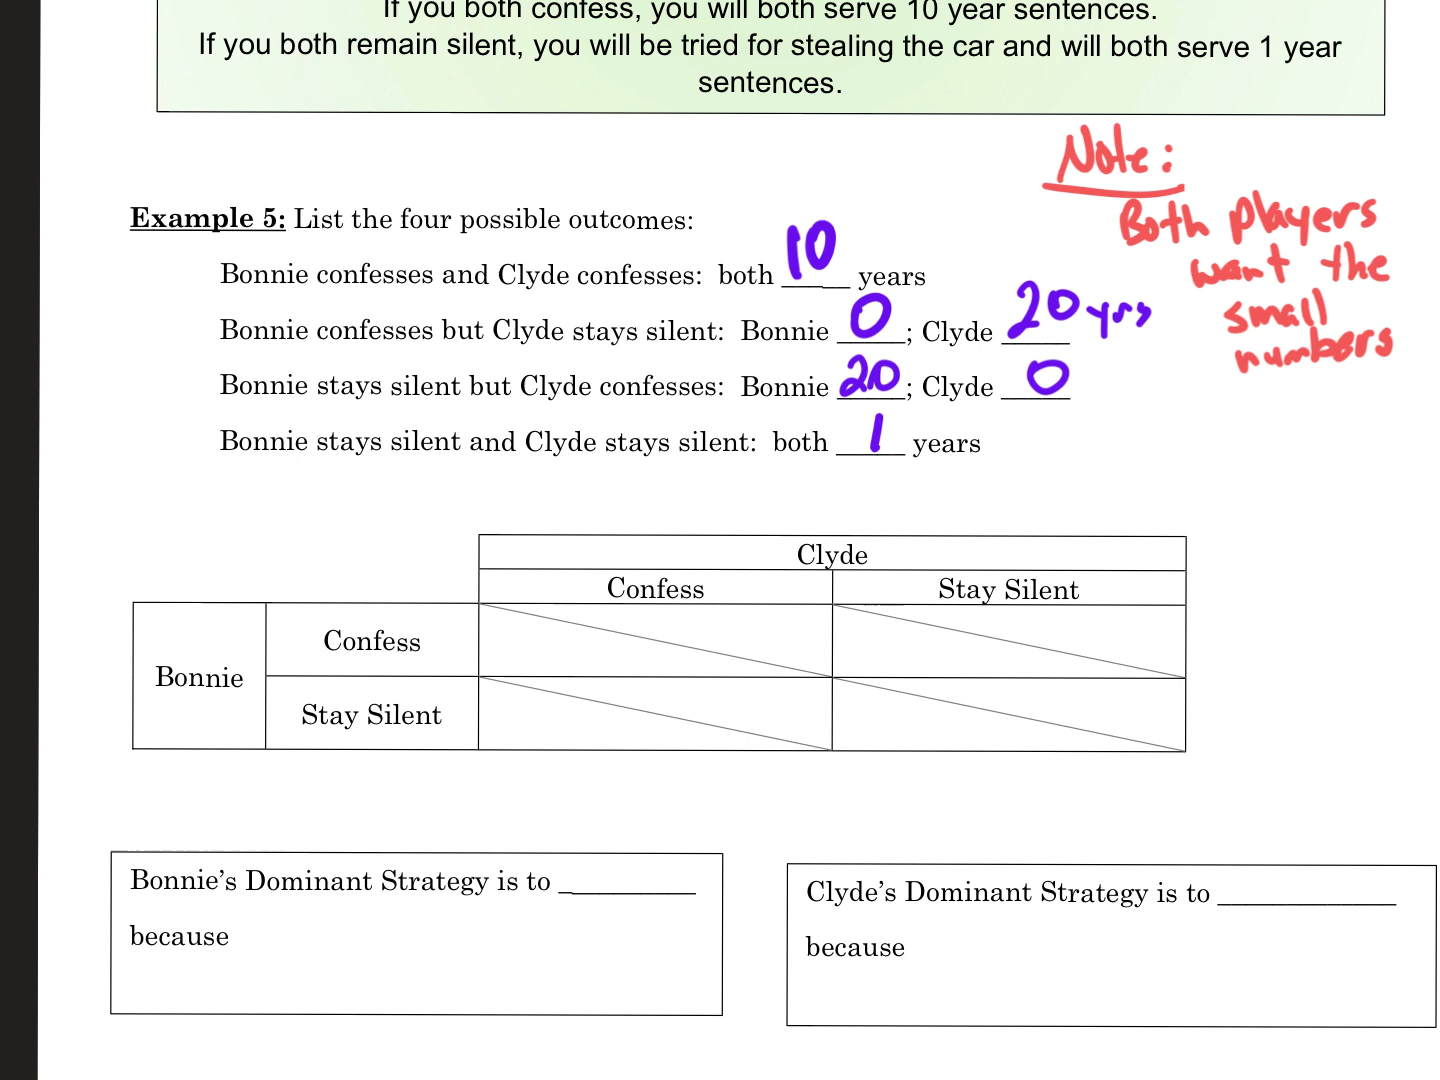 If you both confess, you will both serve 10 year sentences.
If you both remain silent, you will be tried for stealing the car and will both serve 1 year
sentences.
Note:
Both players
want the
small
numbers
Example 5: List the four possible outcomes:
Bonnie confesses and Clyde confesses: both 10 years
Bonnie confesses but Clyde stays silent: Bonnie 0; Clyde 20 yrs
Bonnie stays silent but Clyde confesses: Bonnie 20; Clyde 0
Bonnie stays silent and Clyde stays silent: both 1 years
Clyde
Confess Stay Silent
Bonnie
Confess
Stay Silent
Bonnie's Dominant Strategy is to __________
because
Clyde's Dominant Strategy is to _____________
because